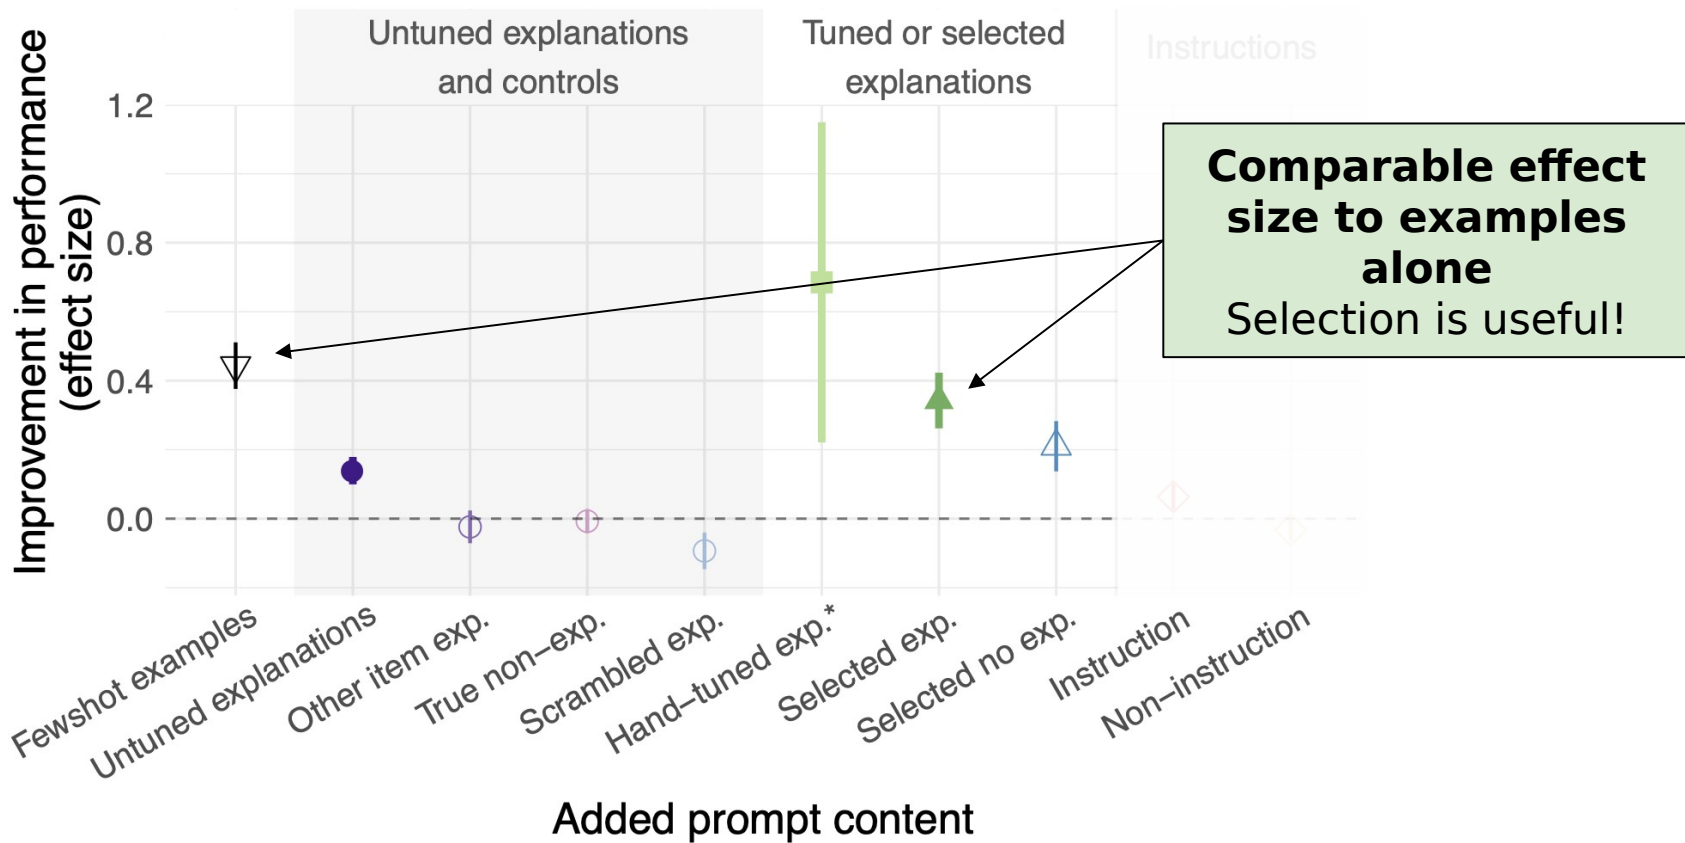 Untuned explanations
and controls
Tuned or selected
explanations
Instructions
Improvement in performance
(effect size)
1.2
0.8
0.4
0.0
Comparable effect
size to examples
alone
Selection is useful!
Fewshot examples
Untuned explanations
Other item exp.
True non−exp.
Scrambled exp.
Hand−tuned exp.*
Selected exp.
Selected no exp.
Instruction
Non−instruction
Added prompt content